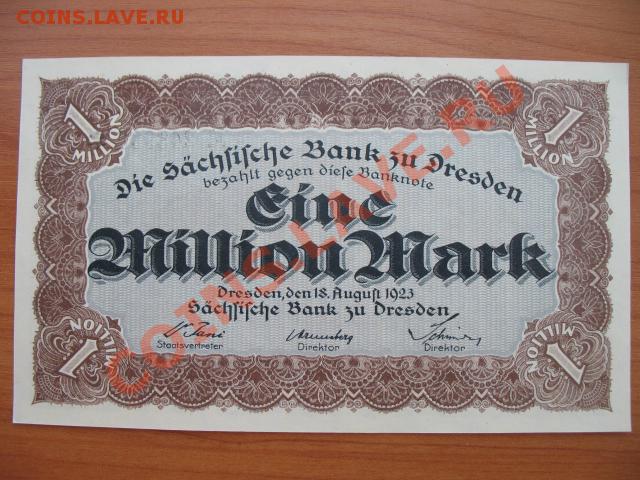 COINS.LAVE.RU
1 MILLION
1 MILLION
Die Sächsische Bank zu Dresden
bezahlt gegen diese Banknote
Eine
Million Mark
Dresden, den 18. August 1923
Sächsische Bank zu Dresden
Staatsvertreter
Direktor
Direktor
1 MILLION
1 MILLION
COINS.LAVE.RU